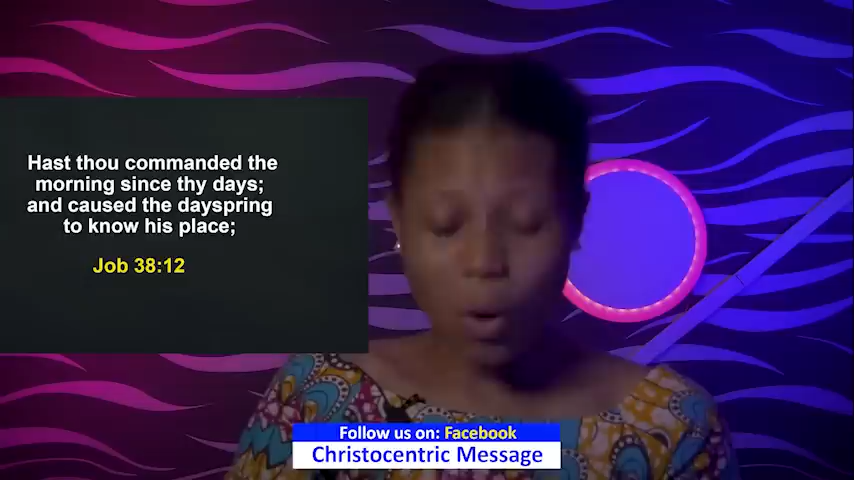 Hast thou commanded the
morning since thy days;
and caused the dayspring
to know his place;
Job 38:12
Follow us on: Facebook
Christocentric Message